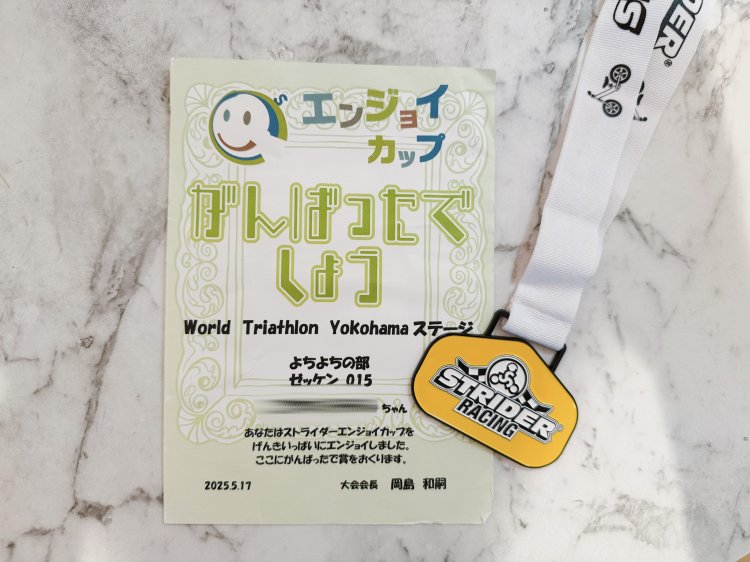 エンジョイ
カップ
がんばったで
しょう
World Triathlon Yokohama ステージ
よちよちの部
ゼッケン 015
ちゃん
あなたはストライダーエンジョイカップを
げんきいっぱいにエンジョイしました。
ここにがんばったで賞をおくります。
2025.5.17 大会会長 岡島 和嗣
STRIDER
RACING
RIDER®